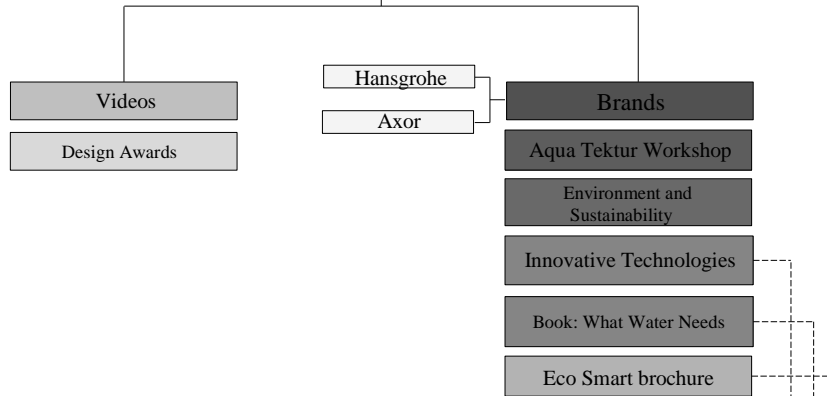 Hansgrohe
Videos
Brands
Axor
Design Awards
Aqua Tektur Workshop
Environment and
Sustainability
Innovative Technologies
Book: What Water Needs
Eco Smart brochure